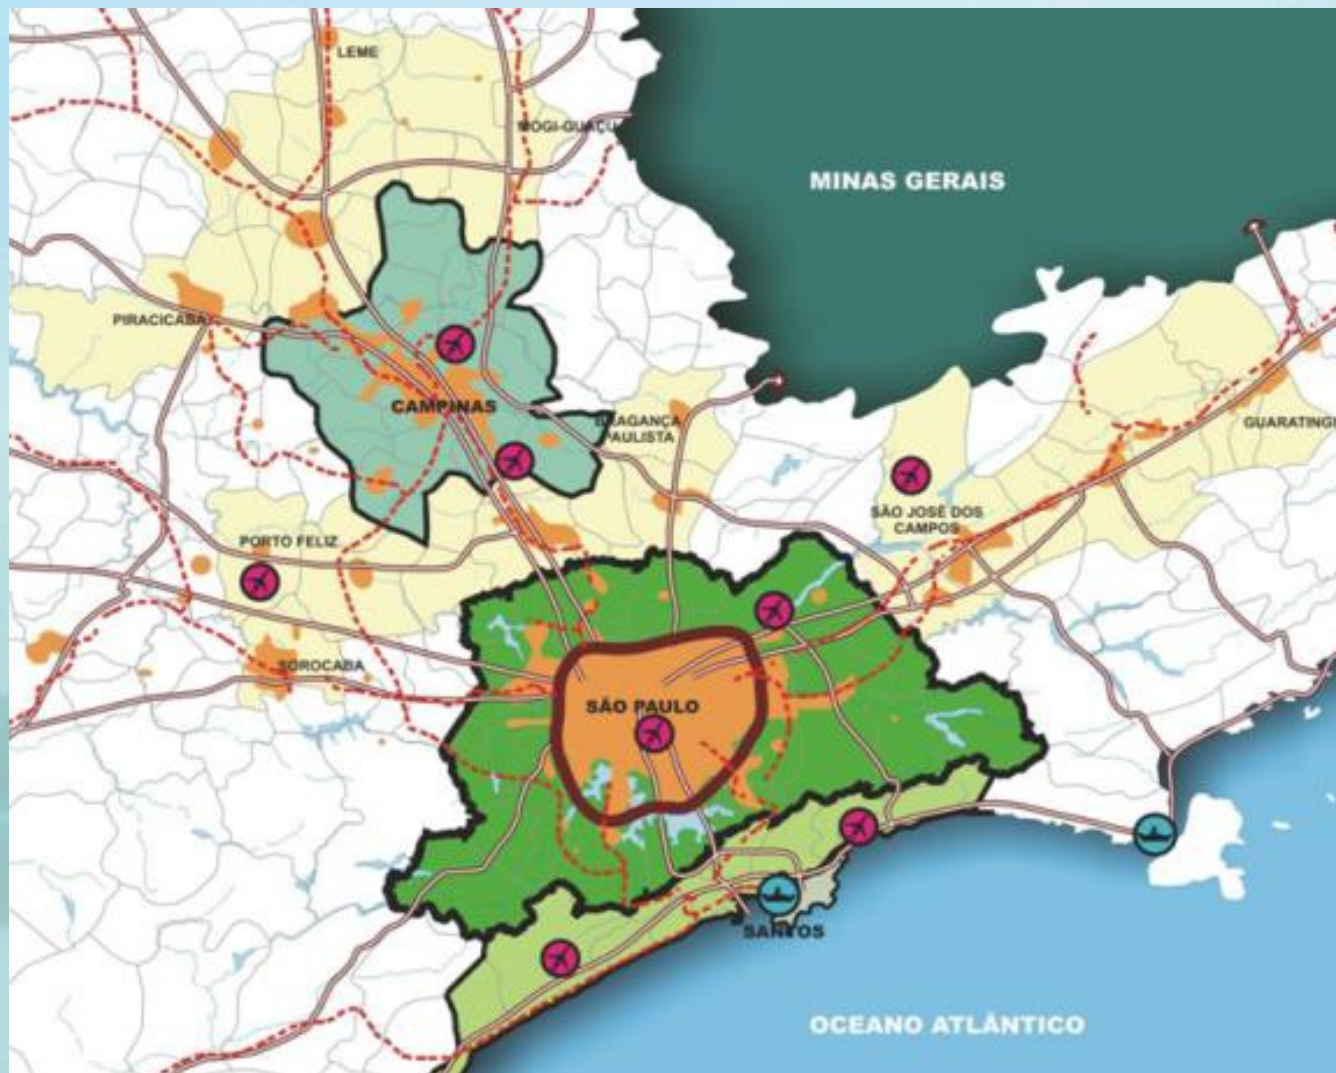 LEME
MOGI-GUAÇU
MINAS GERAIS
PIRACICABA
CAMPINAS
BRAGANÇA
PAULISTA
GUARATINGU
SÃO JOSÉ DOS
CAMPOS
PORTO FELIZ
SOROCABA
SÃO PAULO
SANTOS
OCEANO ATLÂNTICO